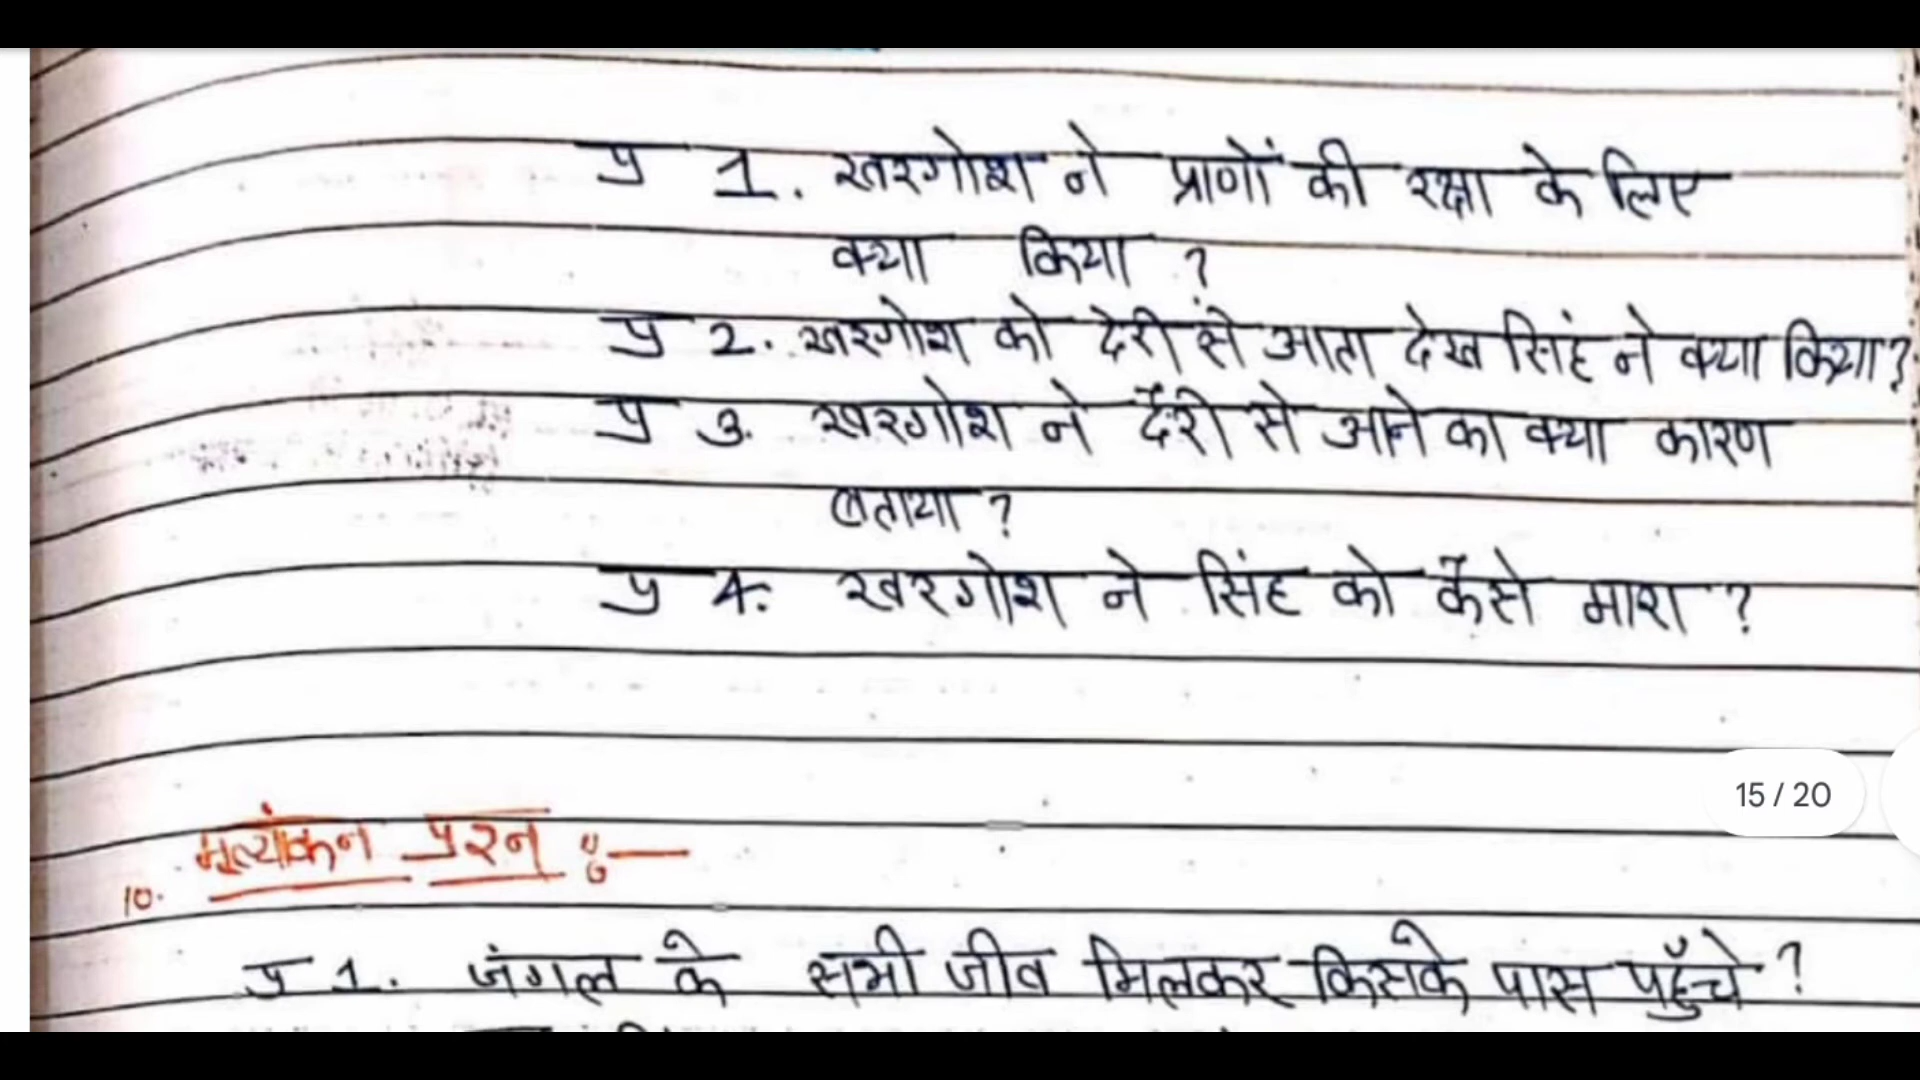 प्र 1. खरगोश ने प्राणों की रक्षा के लिए
क्या किया ?
प्र 2. खरगोश को देरी से आता देख सिंह ने क्या किया?
प्र 3. खरगोश ने देरी से आने का क्या कारण
बताया ?
प्र 4. खरगोश ने सिंह को कैसे मारा ?
15 / 20
10. मूल्यांकन प्रश्न :—
प्र 1. जंगल के सभी जीव मिलकर किसके पास पहुँचे ?